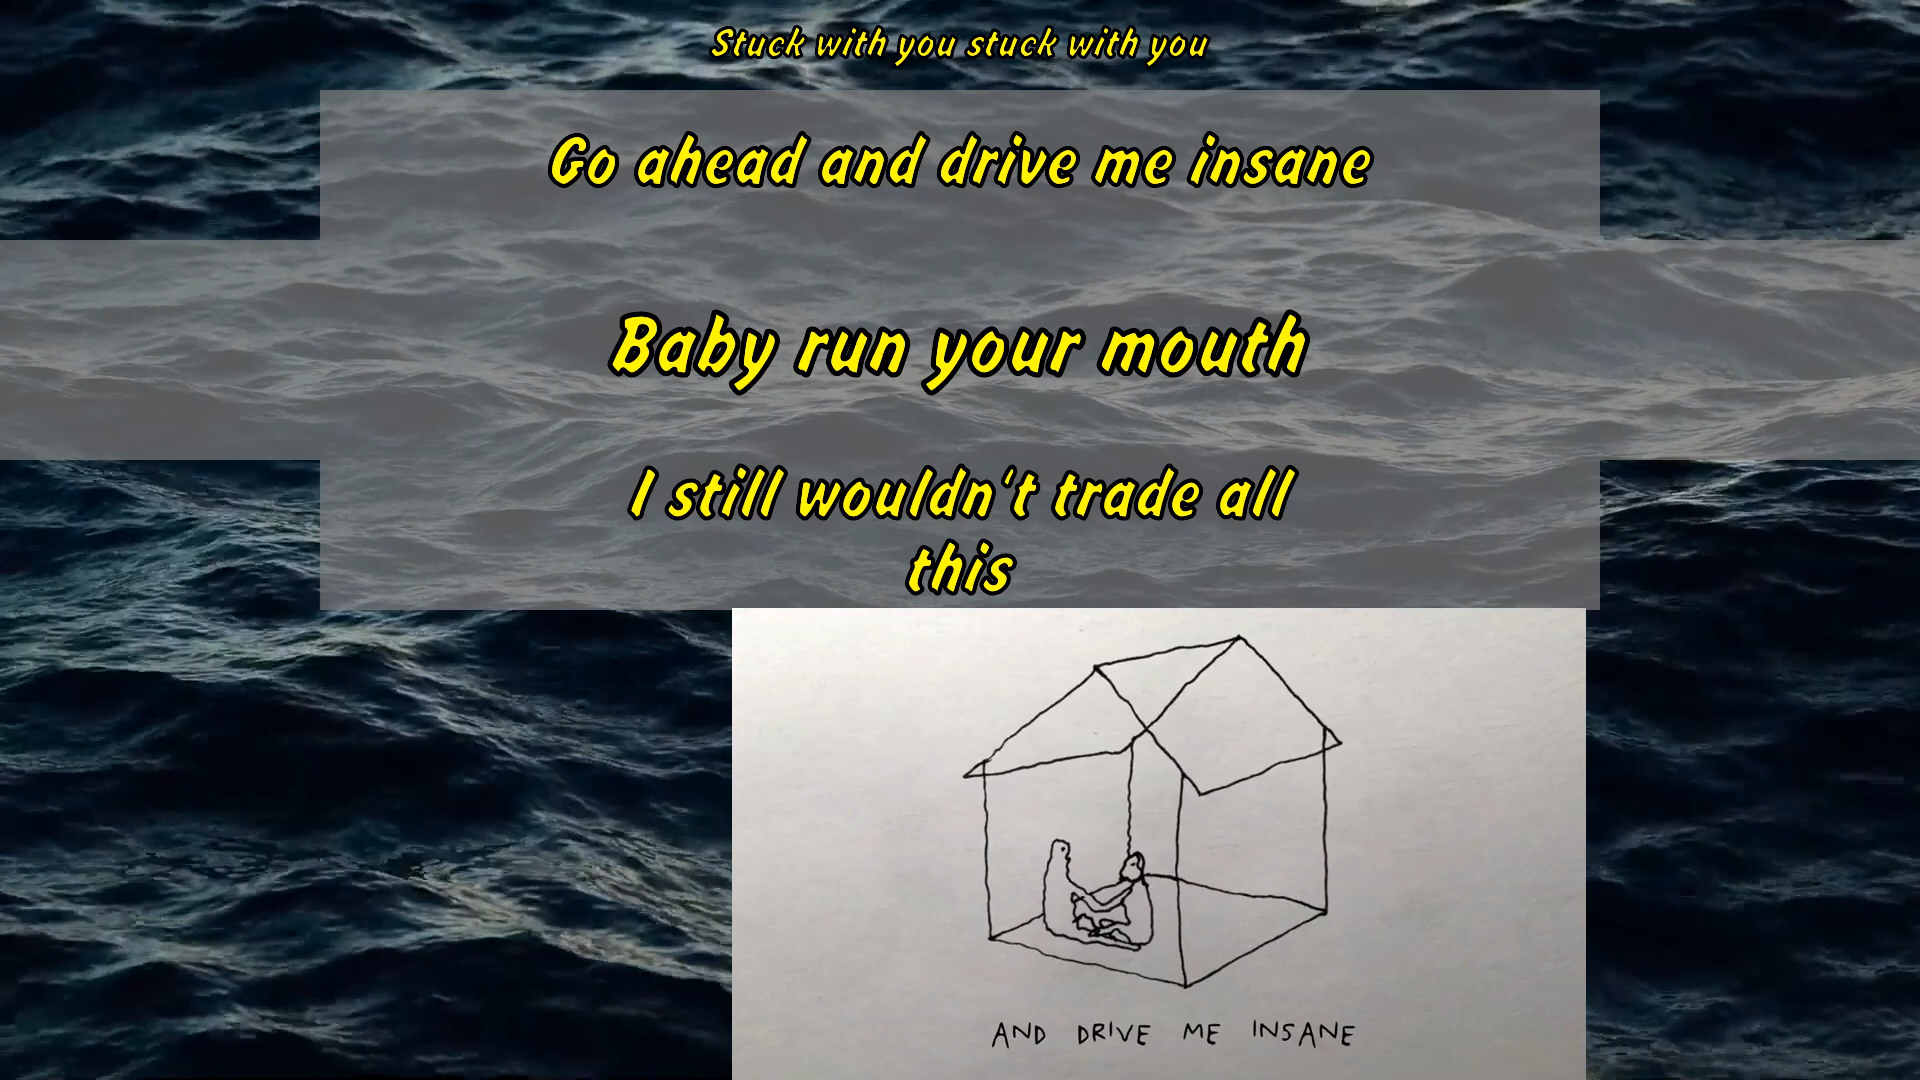 Stuck with you stuck with you
Go ahead and drive me insane
Baby run your mouth
I still wouldn't trade all
this
AND DRIVE ME INSANE